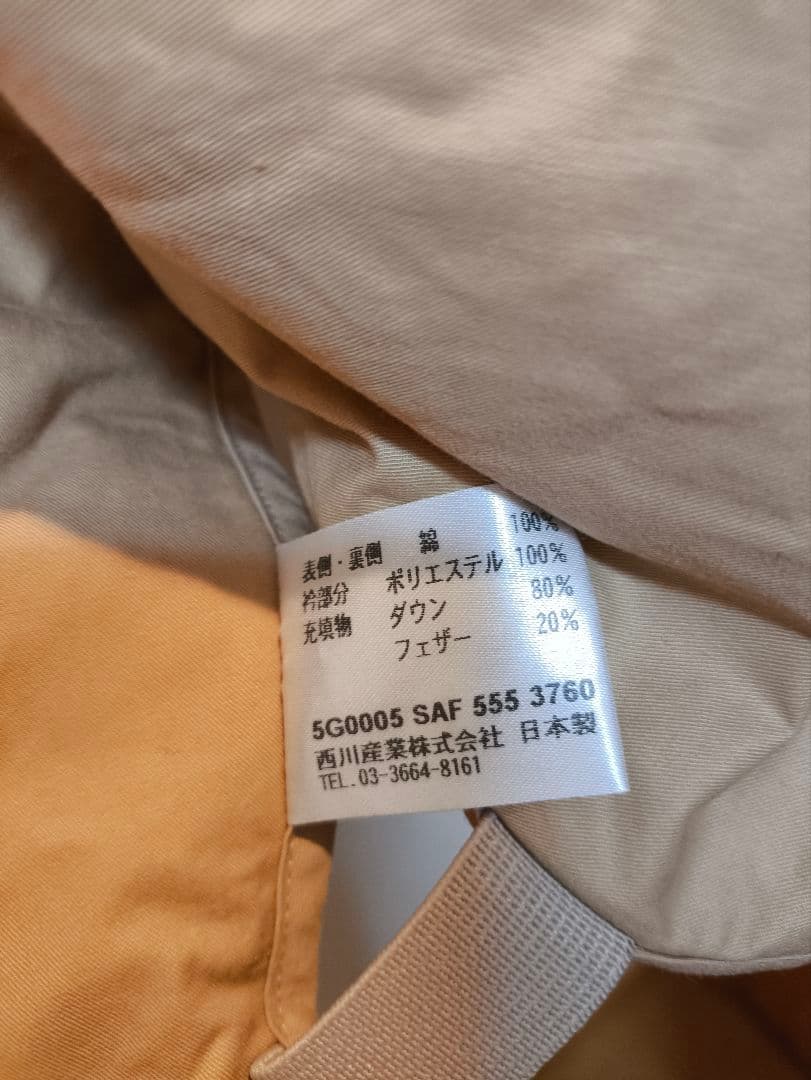 表側・裏側 綿 100%
衿部分 ポリエステル 100%
充填物 ダウン 80%
フェザー 20%
5G0005 SAF 555 3760
西川産業株式会社 日本製
TEL.03-3664-8161